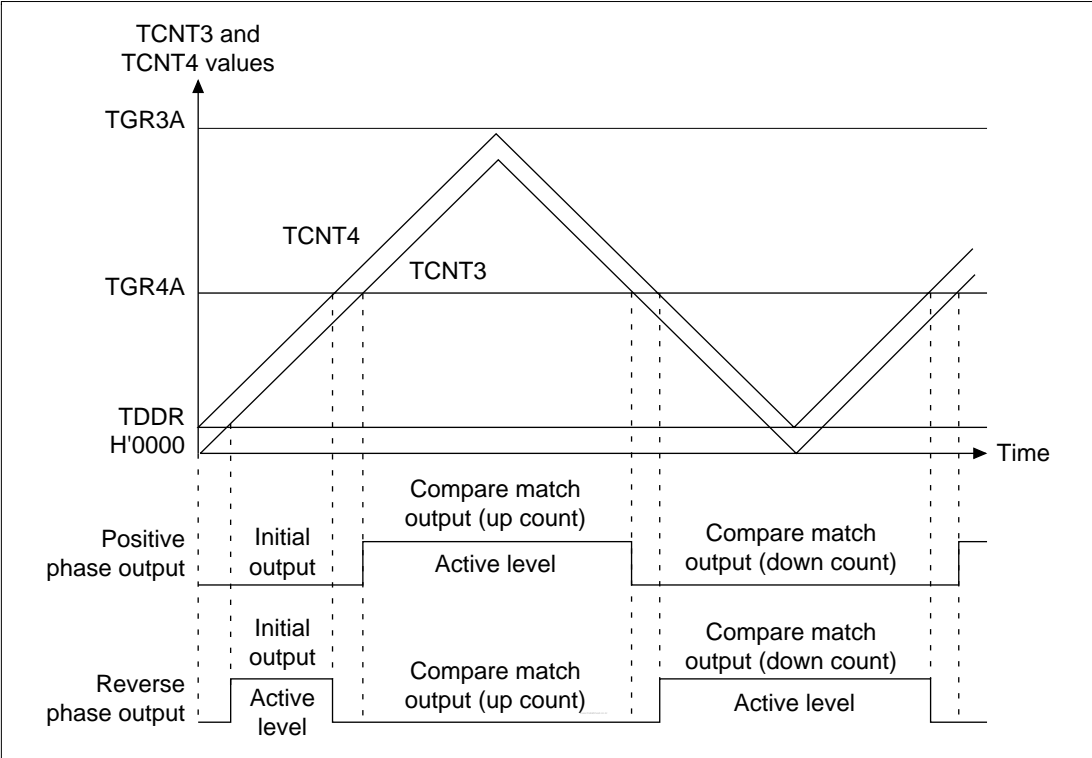 TCNT3 and
TCNT4 values
TGR3A
TCNT4
TCNT3
TGR4A
TDDR
H'0000
Time
Compare match
output (up count)
Positive
phase output
Initial
output
Active level
Compare match
output (down count)
Initial
output
Compare match
output (up count)
Compare match
output (down count)
Reverse
phase output
Active
level
Active level